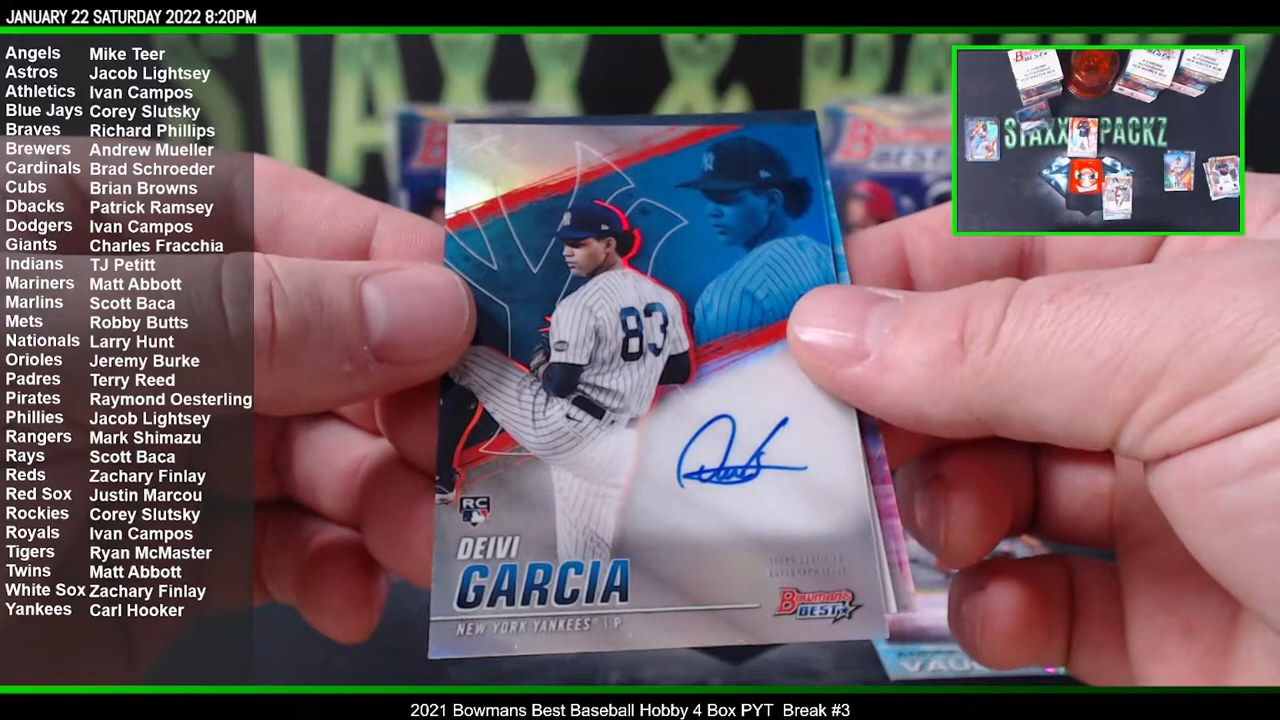 JANUARY 22 SATURDAY 2022 8:20PM
Angels Mike Teer
Astros Jacob Lightsey
Athletics Ivan Campos
Blue Jays Corey Slutsky
Braves Richard Phillips
Brewers Andrew Mueller
Cardinals Brad Schroeder
Cubs Brian Browns
Dbacks Patrick Ramsey
Dodgers Ivan Campos
Giants Charles Fracchia
Indians TJ Petitt
Mariners Matt Abbott
Marlins Scott Baca
Mets Robby Butts
Nationals Larry Hunt
Orioles Jeremy Burke
Padres Terry Reed
Pirates Raymond Oesterling
Phillies Jacob Lightsey
Rangers Mark Shimazu
Rays Scott Baca
Reds Zachary Finlay
Red Sox Justin Marcou
Rockies Corey Slutsky
Royals Ivan Campos
Tigers Ryan McMaster
Twins Matt Abbott
White Sox Zachary Finlay
Yankees Carl Hooker
STAXX PACKZ
83
RC
DEIVI
GARCIA
NEW YORK YANKEES | P
Bowman's
BEST
2021 Bowmans Best Baseball Hobby 4 Box PYT Break #3